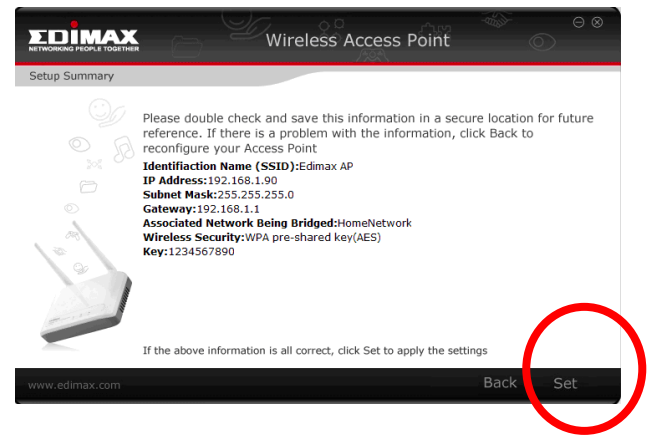 EDIMAX
NETWORKING PEOPLE TOGETHER
Wireless Access Point
Setup Summary
Please double check and save this information in a secure location for future
reference. If there is a problem with the information, click Back to
reconfigure your Access Point
Identifiaction Name (SSID):Edimax AP
IP Address:192.168.1.90
Subnet Mask:255.255.255.0
Gateway:192.168.1.1
Associated Network Being Bridged:HomeNetwork
Wireless Security:WPA pre-shared key(AES)
Key:1234567890
If the above information is all correct, click Set to apply the settings
www.edimax.com
Back Set